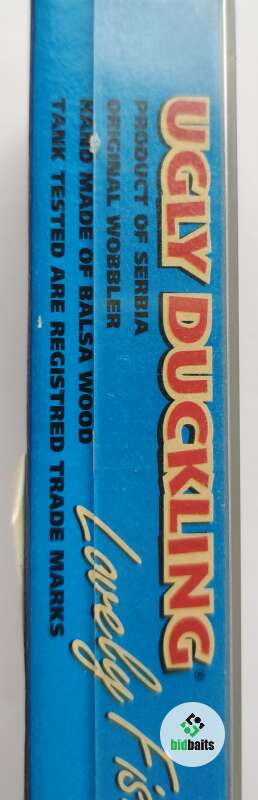 UGLY DUCKLING®
PRODUCT OF SERBIA
ORIGINAL WOBBLER
HAND MADE OF BALSA WOOD
TANK TESTED ARE REGISTRED TRADE MARKS
Lovely Fis
bidbaits